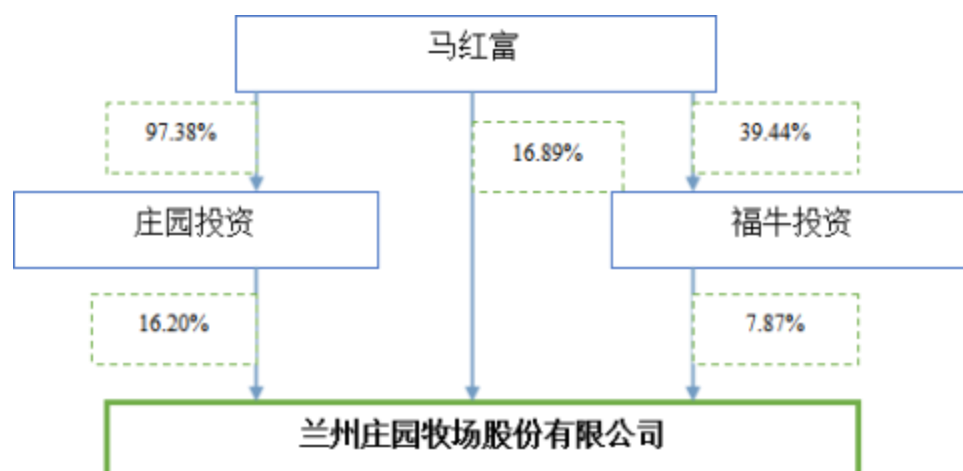 马红富
97.38%
16.89%
39.44%
庄园投资
福牛投资
16.20%
7.87%
兰州庄园牧场股份有限公司